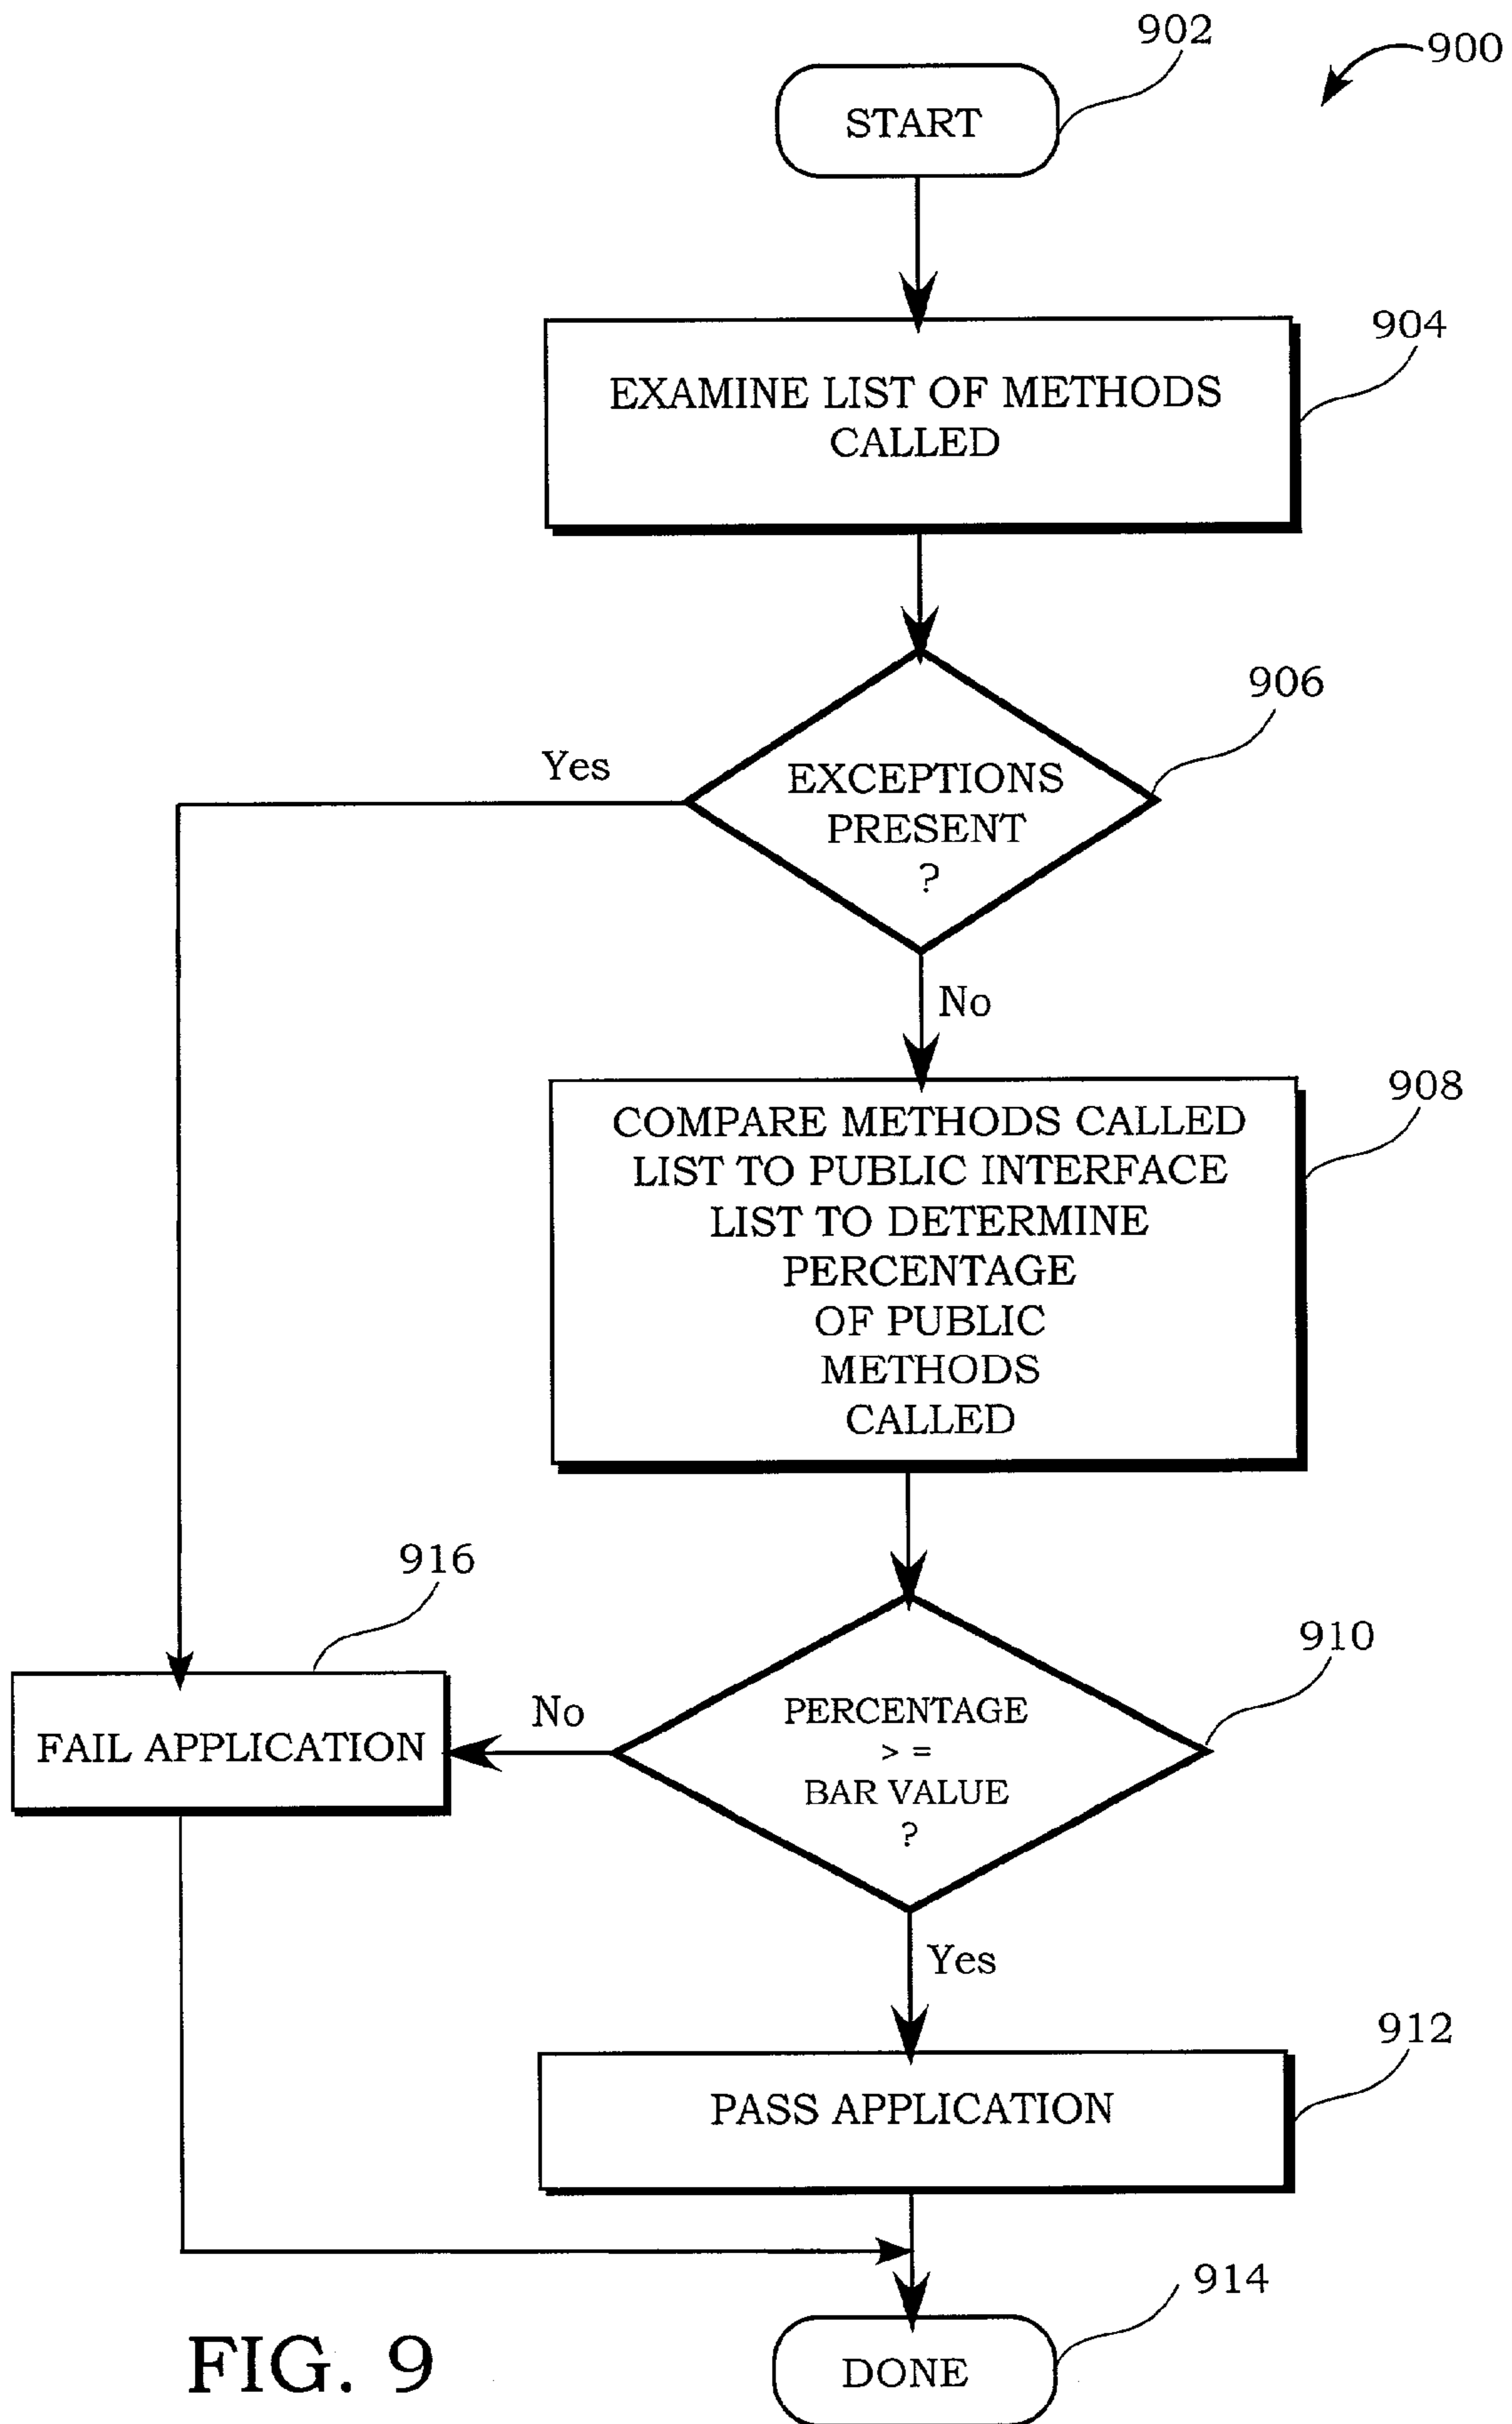 902
900
START
904
EXAMINE LIST OF METHODS
CALLED
906
Yes
EXCEPTIONS
PRESENT
?
No
908
COMPARE METHODS CALLED
LIST TO PUBLIC INTERFACE
LIST TO DETERMINE
PERCENTAGE
OF PUBLIC
METHODS
CALLED
916
910
FAIL APPLICATION
No
PERCENTAGE
> =
BAR VALUE
?
Yes
912
PASS APPLICATION
914
DONE
FIG. 9